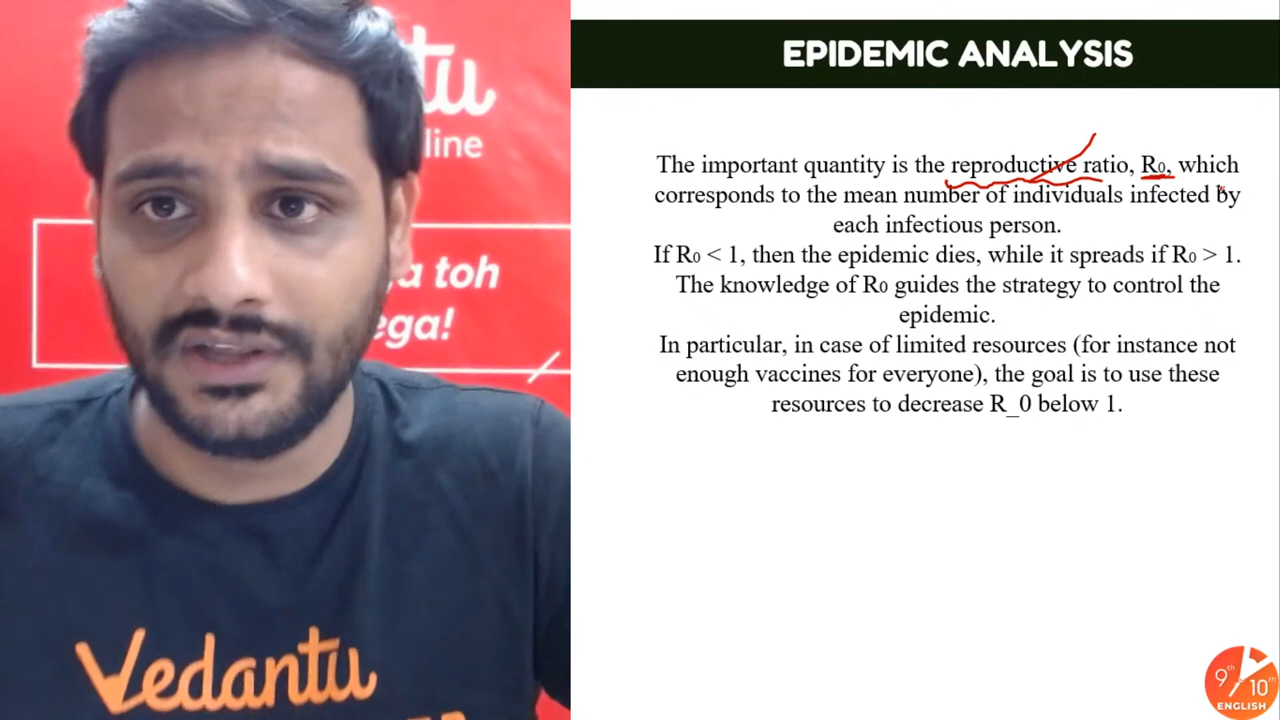 tu
line
a toh
ega!
Vedantu
EPIDEMIC ANALYSIS
The important quantity is the reproductive ratio, R₀, which
corresponds to the mean number of individuals infected by
each infectious person.
If R₀ < 1, then the epidemic dies, while it spreads if R₀ > 1.
The knowledge of R₀ guides the strategy to control the
epidemic.
In particular, in case of limited resources (for instance not
enough vaccines for everyone), the goal is to use these
resources to decrease R_0 below 1.
9th
10th
ENGLISH